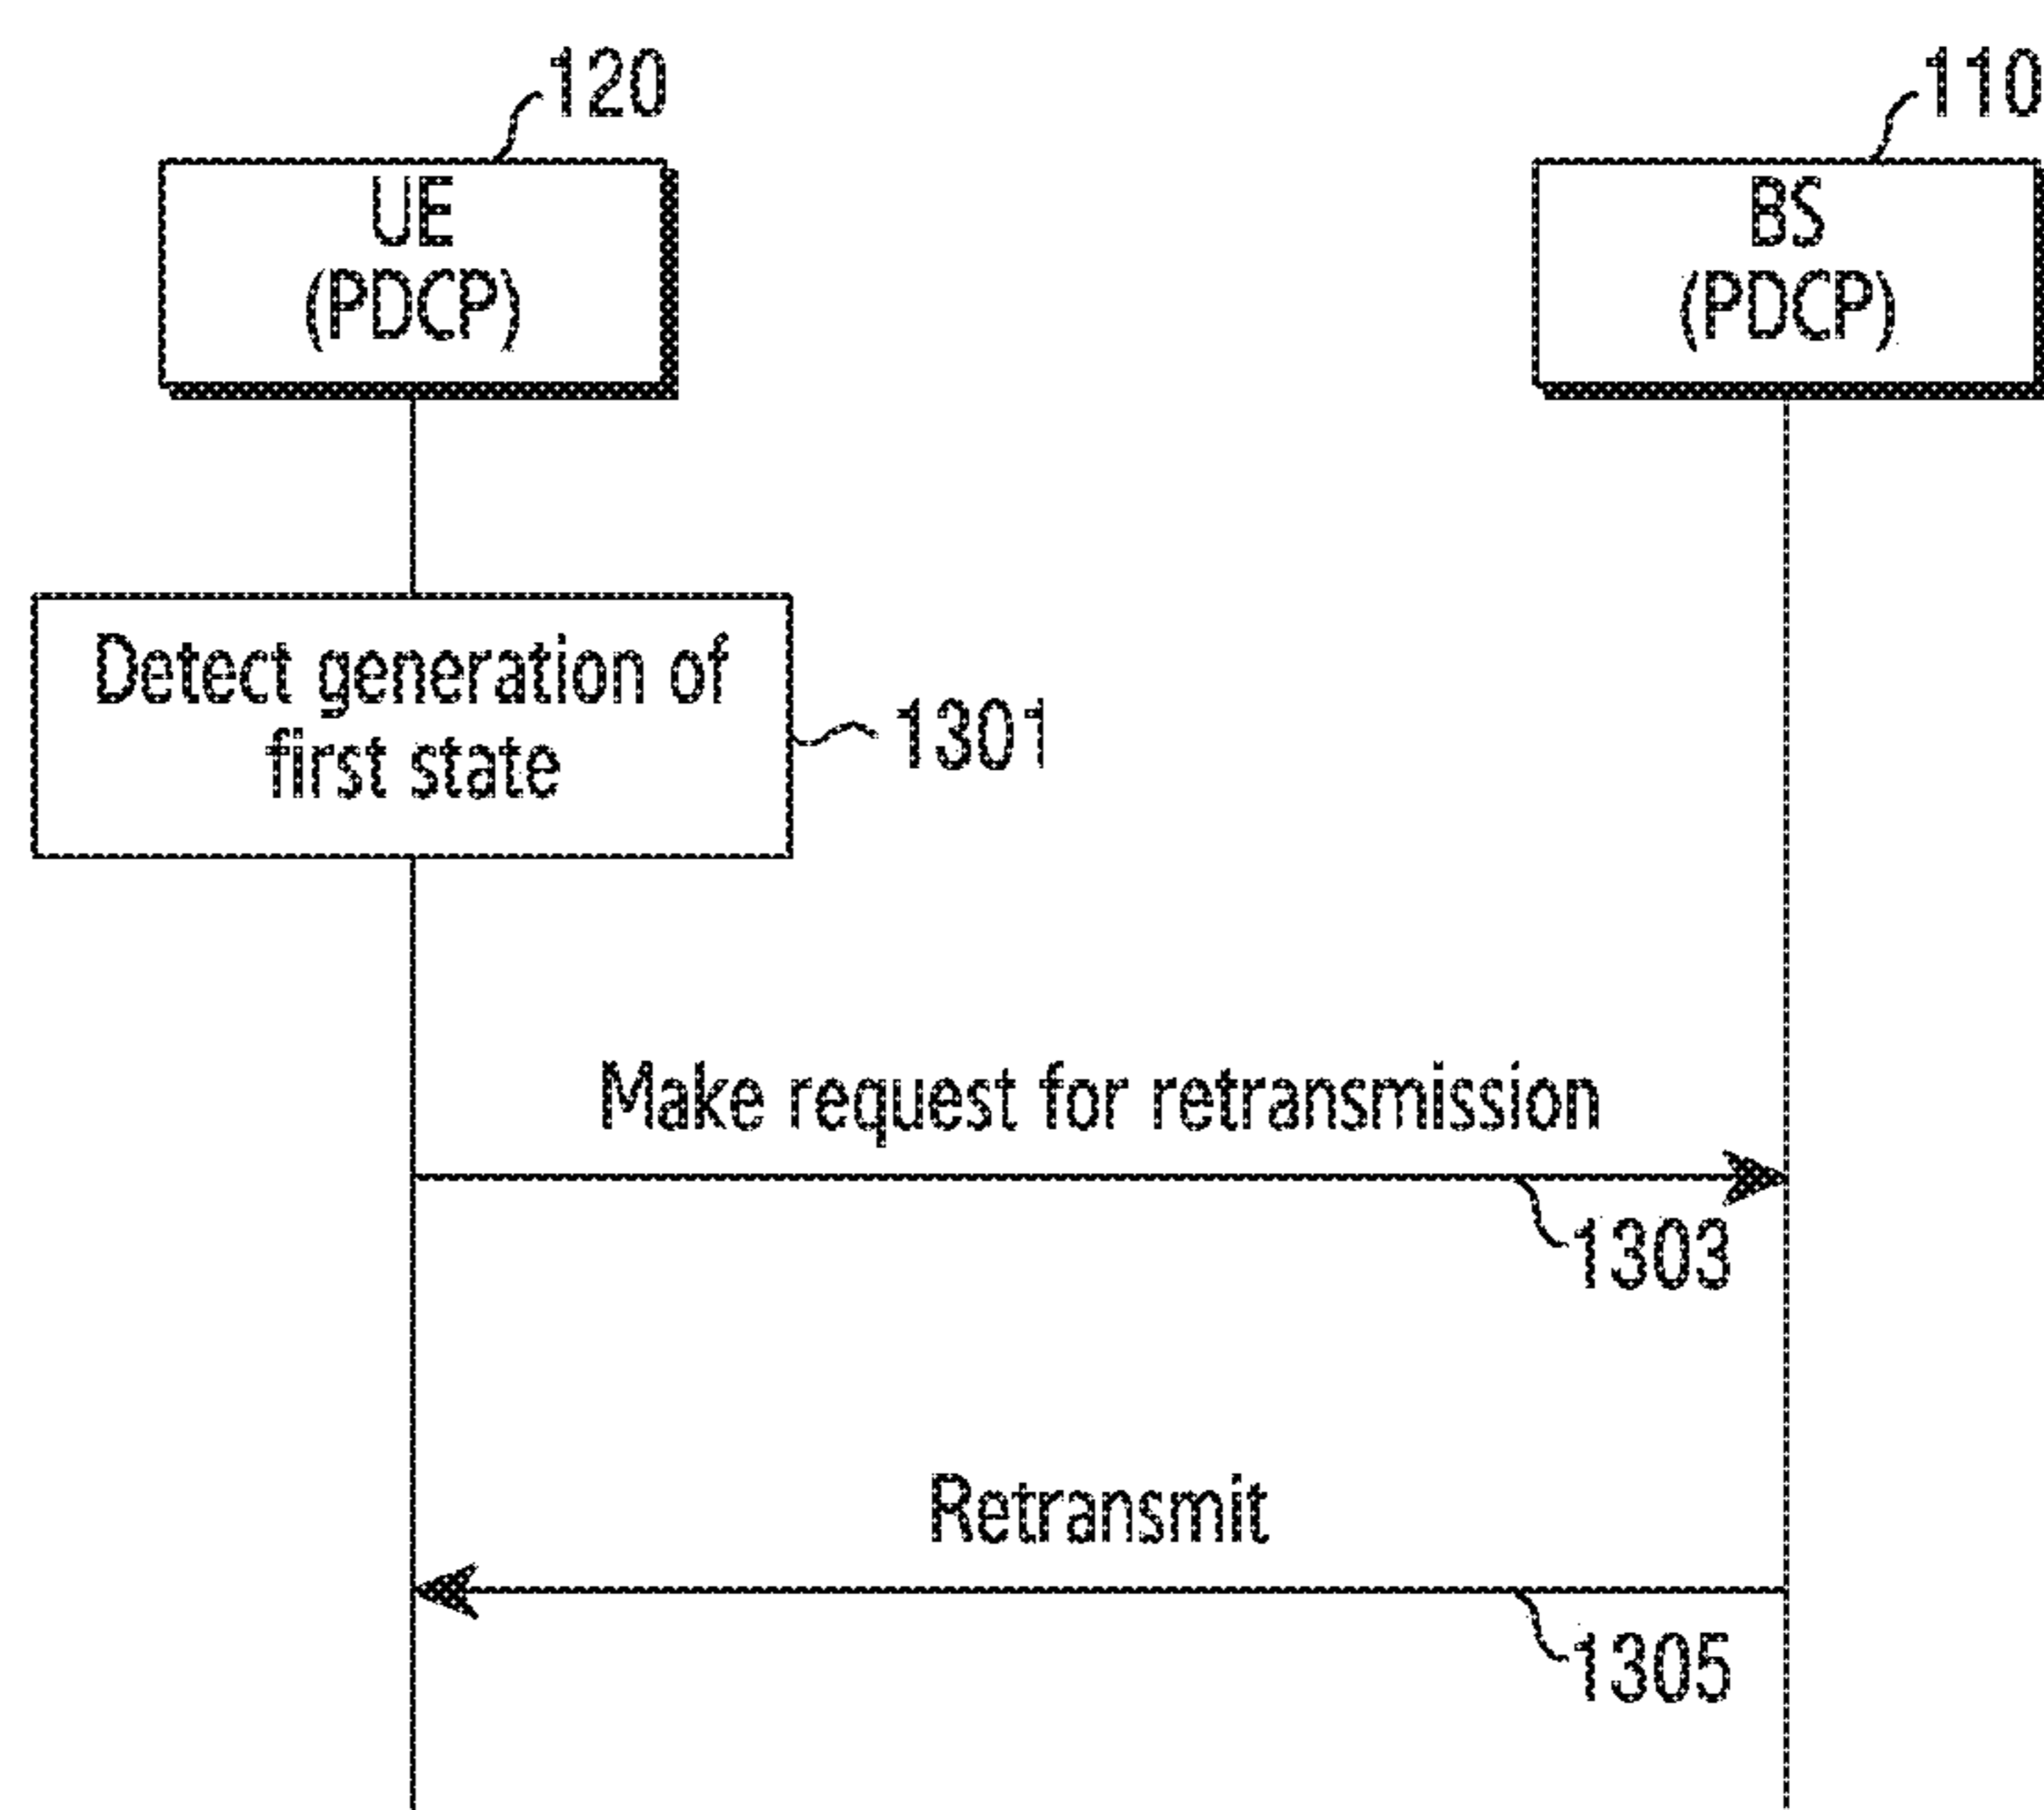 120
110
UE
(PDCP)
BS
(PDCP)
Detect generation of
first state
1301
Make request for retransmission
1303
Retransmit
1305